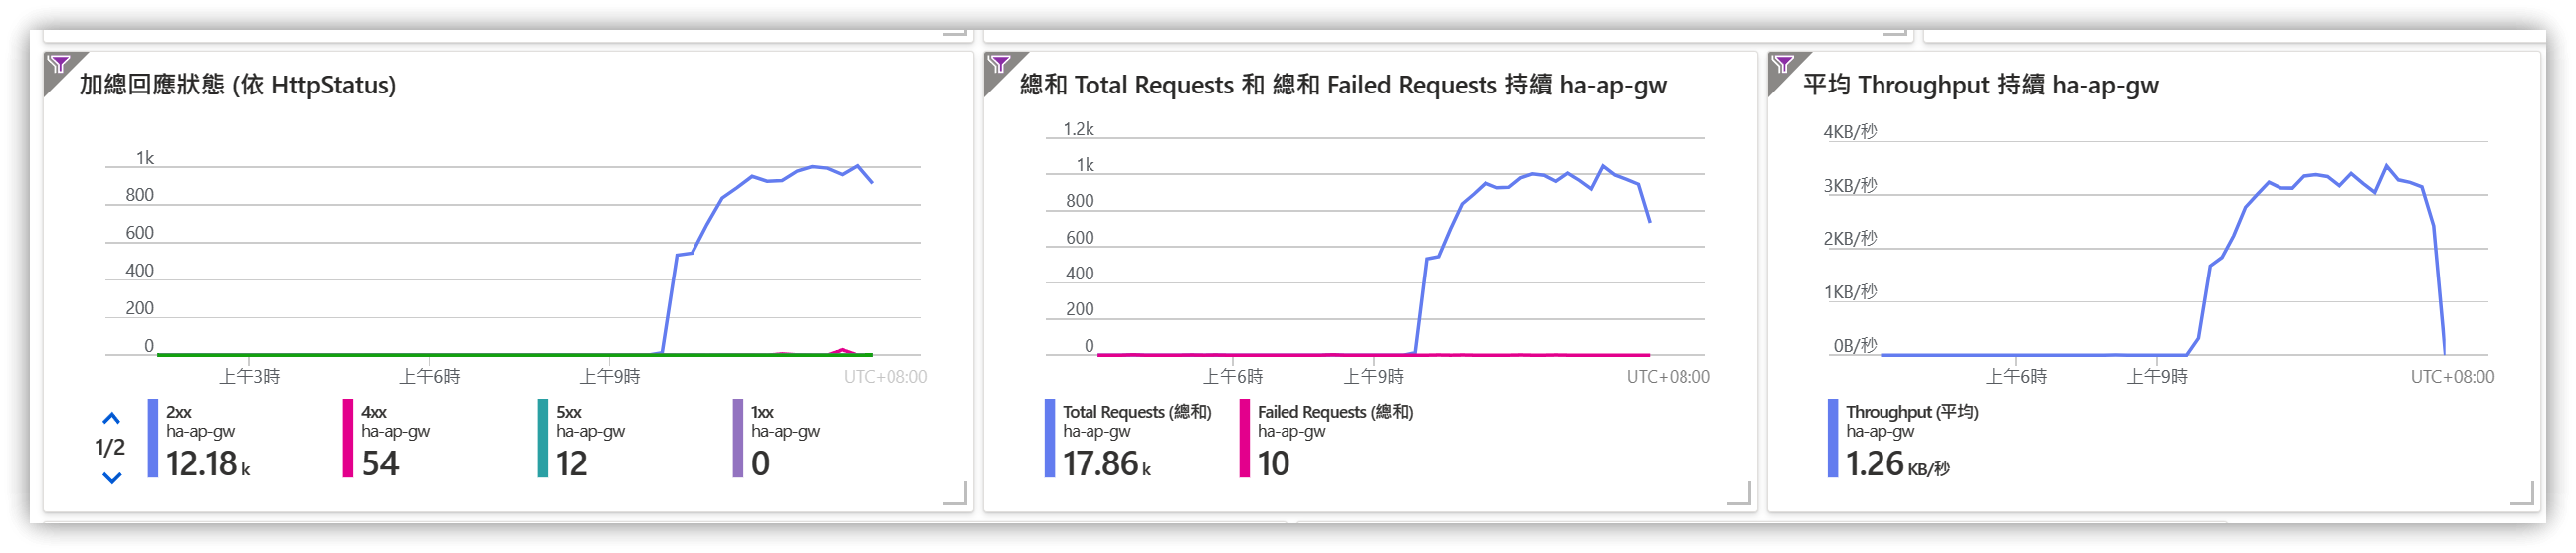 加總回應狀態 (依 HttpStatus)
1k
800
600
400
200
0
上午3時
上午6時
上午9時
UTC+08:00
1/2
2xx
ha-ap-gw
12.18 k
4xx
ha-ap-gw
54
5xx
ha-ap-gw
12
1xx
ha-ap-gw
0
總和 Total Requests 和 總和 Failed Requests 持續 ha-ap-gw
1.2k
1k
800
600
400
200
0
上午6時
上午9時
UTC+08:00
Total Requests (總和)
ha-ap-gw
17.86 k
Failed Requests (總和)
ha-ap-gw
10
平均 Throughput 持續 ha-ap-gw
4KB/秒
3KB/秒
2KB/秒
1KB/秒
0B/秒
上午6時
上午9時
UTC+08:00
Throughput (平均)
ha-ap-gw
1.26 KB/秒